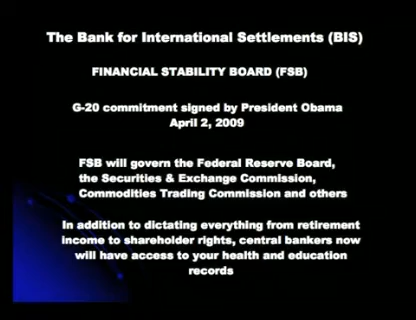 The Bank for International Settlements (BIS)
FINANCIAL STABILITY BOARD (FSB)
G-20 commitment signed by President Obama
April 2, 2009
FSB will govern the Federal Reserve Board,
the Securities & Exchange Commission,
Commodities Trading Commission and others
In addition to dictating everything from retirement
income to shareholder rights, central bankers now
will have access to your health and education
records